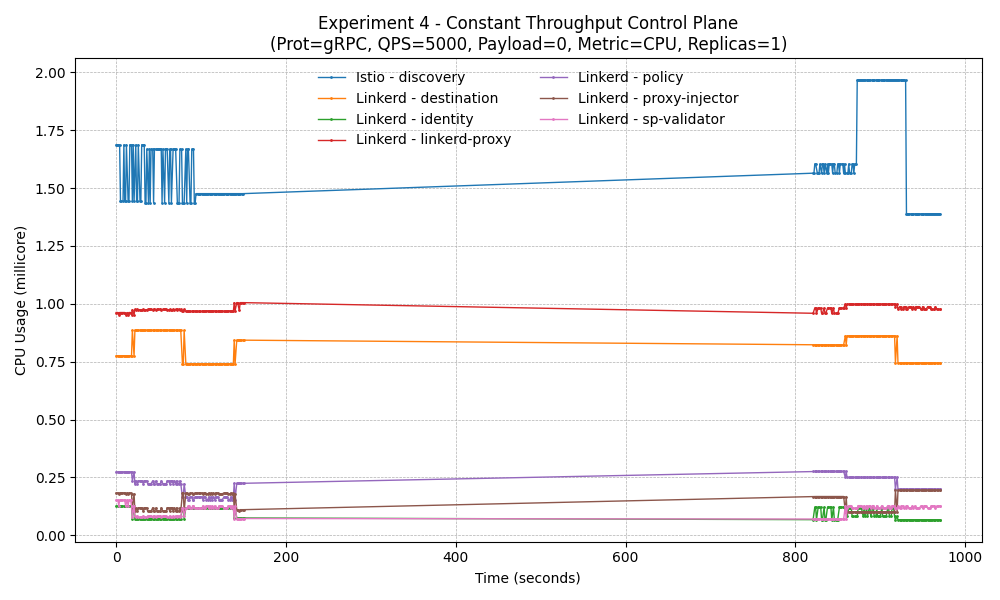 Experiment 4 - Constant Throughput Control Plane
(Prot=gRPC, QPS=5000, Payload=0, Metric=CPU, Replicas=1)
Istio - discovery
Linkerd - destination
Linkerd - identity
Linkerd - linkerd-proxy
Linkerd - policy
Linkerd - proxy-injector
Linkerd - sp-validator
CPU Usage (millicore)
2.00
1.75
1.50
1.25
1.00
0.75
0.50
0.25
0.00
0
200
400
600
800
1000
Time (seconds)